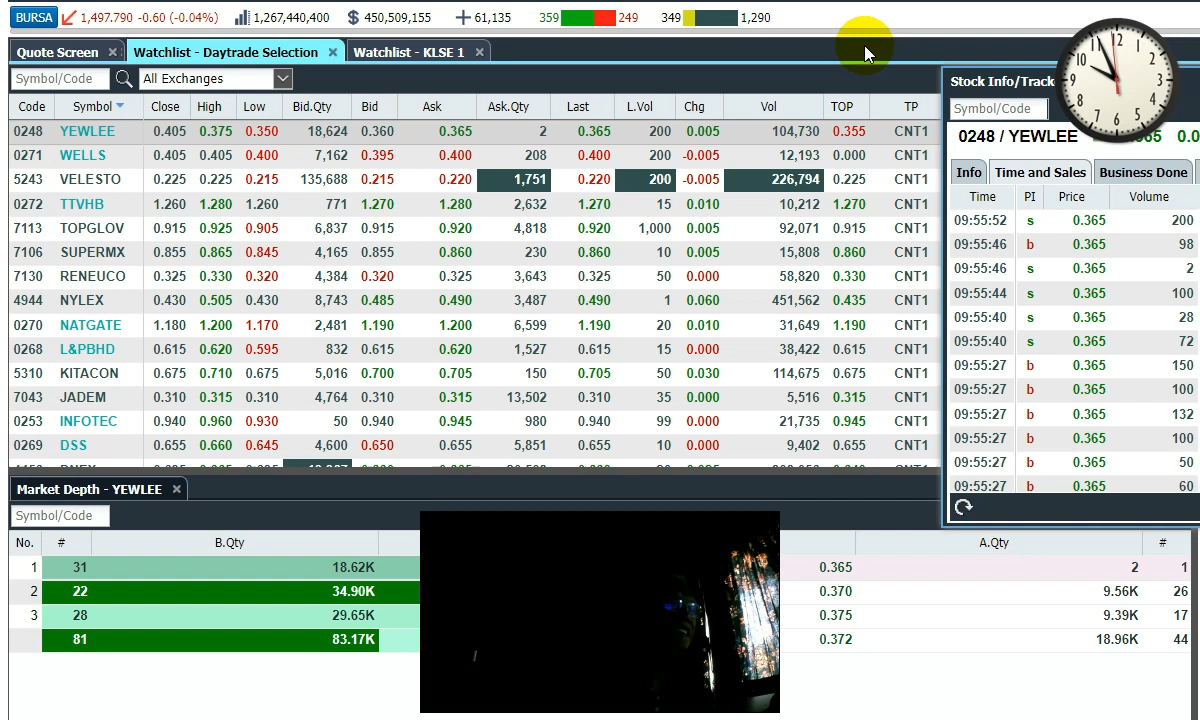 BURSA 1,497.790 -0.60 (-0.04%) 1,267,440,400 $ 450,509,155 61,135 359 249 349 1,290
Quote Screen × Watchlist - Daytrade Selection × Watchlist - KLSE 1 ×
Symbol/Code All Exchanges
Code Symbol Close High Low Bid.Qty Bid Ask Ask.Qty Last L.Vol Chg Vol TOP TP
0248 YEWLEE 0.405 0.375 0.350 18,624 0.360 0.365 2 0.365 200 0.005 104,730 0.355 CNT1
0271 WELLS 0.405 0.405 0.400 7,162 0.395 0.400 208 0.400 200 -0.005 12,193 0.000 CNT1
5243 VELESTO 0.225 0.225 0.215 135,688 0.215 0.220 1,751 0.220 200 -0.005 226,794 0.225 CNT1
0272 TTVHB 1.260 1.280 1.260 771 1.270 1.280 2,632 1.270 15 0.010 10,212 1.270 CNT1
7113 TOPGLOV 0.915 0.925 0.905 6,837 0.915 0.920 4,818 0.920 1,000 0.005 92,071 0.915 CNT1
7106 SUPERMX 0.855 0.865 0.845 4,165 0.855 0.860 230 0.860 10 0.005 15,808 0.860 CNT1
7130 RENEUCO 0.325 0.330 0.320 4,384 0.320 0.325 3,643 0.325 50 0.000 58,820 0.330 CNT1
4944 NYLEX 0.430 0.505 0.430 8,743 0.485 0.490 3,487 0.490 1 0.060 451,562 0.435 CNT1
0270 NATGATE 1.180 1.200 1.170 2,481 1.190 1.200 6,599 1.190 20 0.010 31,649 1.190 CNT1
0268 L&PBHD 0.615 0.620 0.595 832 0.615 0.620 1,527 0.615 15 0.000 38,422 0.615 CNT1
5310 KITACON 0.675 0.710 0.675 5,016 0.700 0.705 150 0.705 50 0.030 114,675 0.675 CNT1
7043 JADEM 0.310 0.315 0.310 4,764 0.310 0.315 13,502 0.310 35 0.000 5,516 0.315 CNT1
0253 INFOTEC 0.940 0.960 0.930 50 0.940 0.945 980 0.940 99 0.000 21,735 0.945 CNT1
0269 DSS 0.655 0.660 0.645 4,600 0.650 0.655 5,851 0.655 10 0.000 9,402 0.655 CNT1
Stock Info/Track
Symbol/Code
0248 / YEWLEE
Info Time and Sales Business Done
Time PI Price Volume
09:55:52 s 0.365 200
09:55:46 b 0.365 98
09:55:46 s 0.365 2
09:55:44 s 0.365 100
09:55:40 s 0.365 28
09:55:40 s 0.365 72
09:55:27 b 0.365 150
09:55:27 b 0.365 100
09:55:27 b 0.365 132
09:55:27 b 0.365 100
09:55:27 b 0.365 50
09:55:27 b 0.365 60
12 1 2 3 4 5 6 7 8 9 10
Market Depth - YEWLEE ×
Symbol/Code
No. # B.Qty A.Qty #
1 31 18.62K 0.365 2 1
2 22 34.90K 0.370 9.56K 26
3 28 29.65K 0.375 9.39K 17
81 83.17K 0.372 18.96K 44